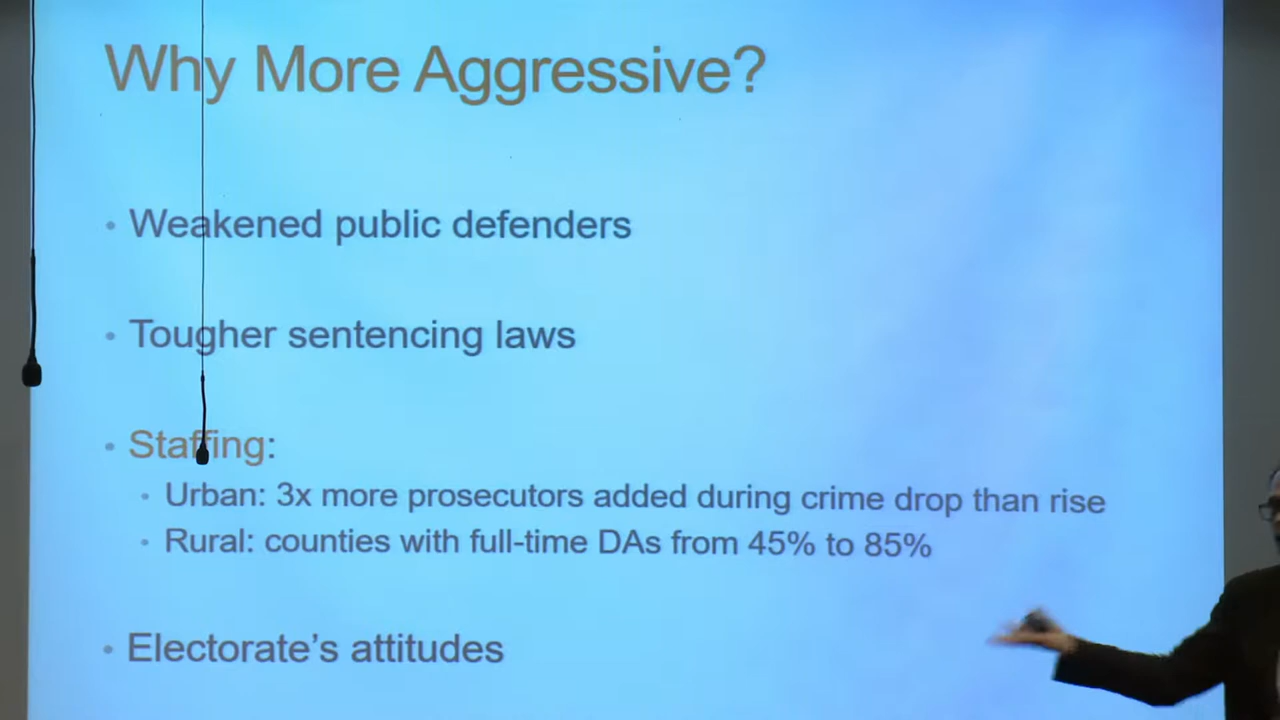 Why More Aggressive?
• Weakened public defenders
• Tougher sentencing laws
• Staffing:
• Urban: 3x more prosecutors added during crime drop than rise
• Rural: counties with full-time DAs from 45% to 85%
• Electorate’s attitudes